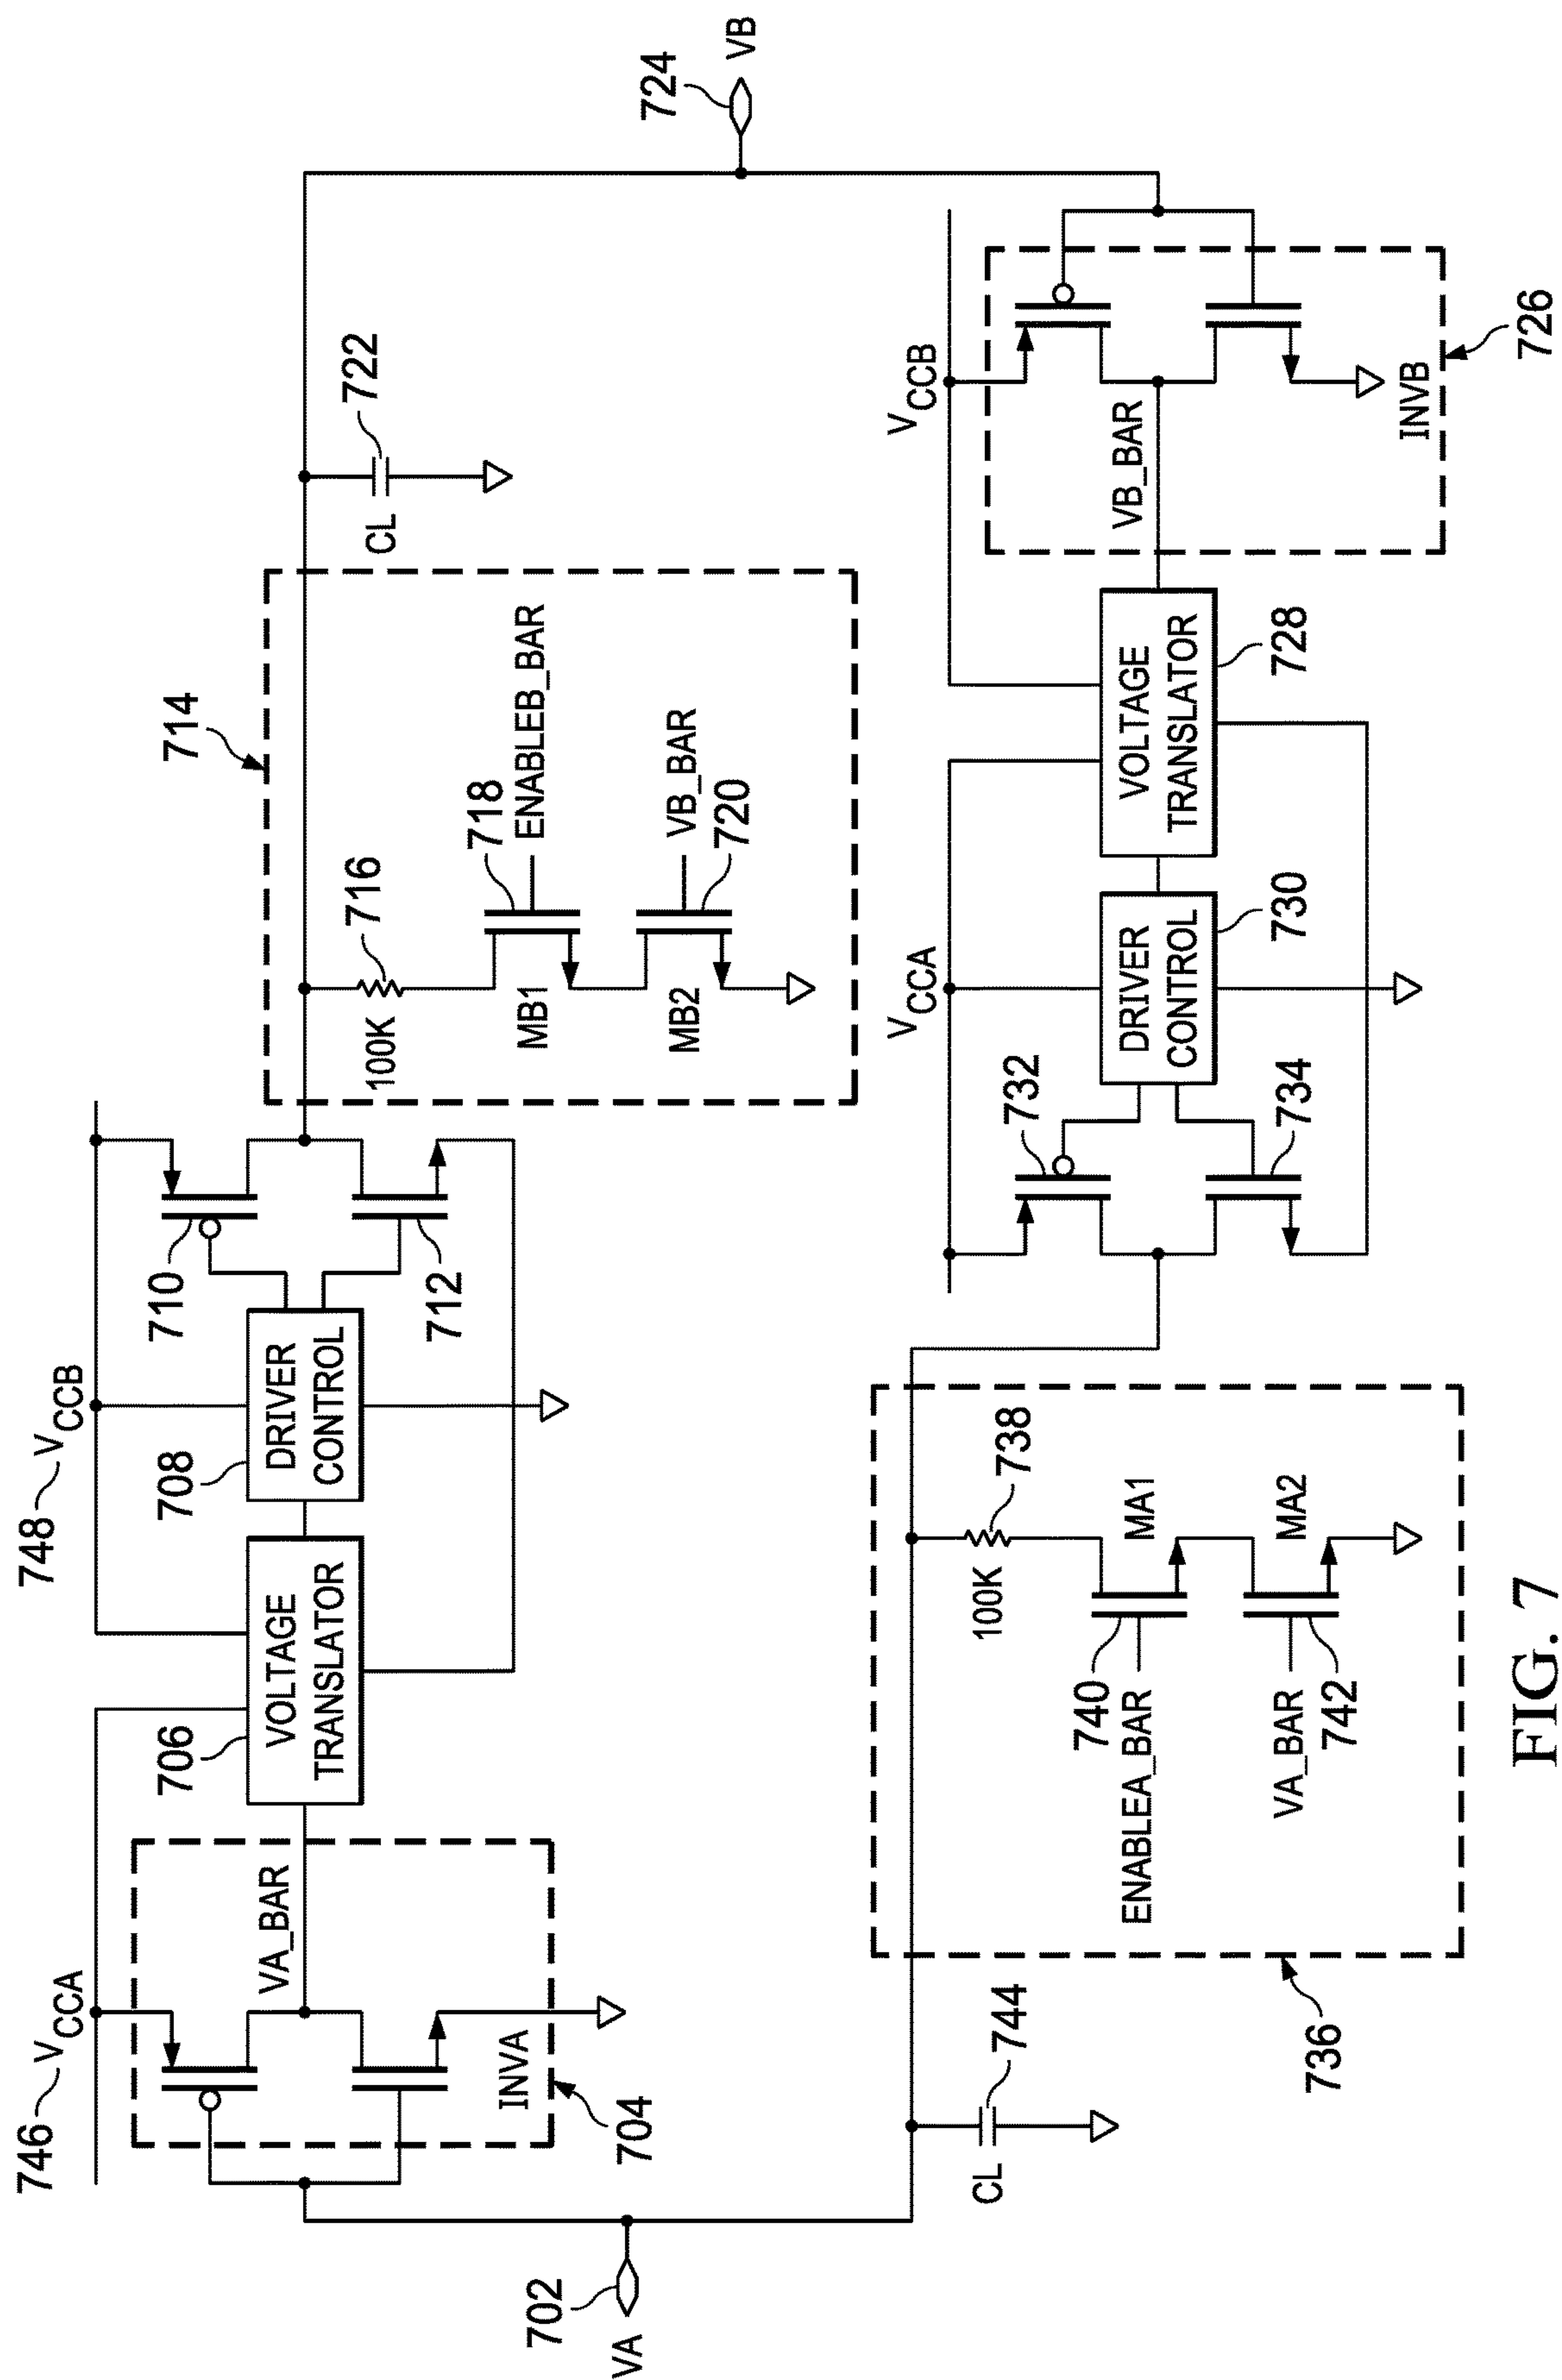 746
V_CCA
748
V_CCB
VA_BAR
INVA
704
706
VOLTAGE
TRANSLATOR
708
DRIVER
CONTROL
710
712
714
100K
716
718
ENABLEB_BAR
MB1
VB_BAR
720
MB2
CL
722
724
VB
702
VA
CL
744
736
100K
738
740
ENABLEA_BAR
MA1
VA_BAR
742
MA2
V_CCA
732
734
DRIVER
CONTROL
730
VOLTAGE
TRANSLATOR
728
V_CCB
VB_BAR
INVB
726
FIG. 7